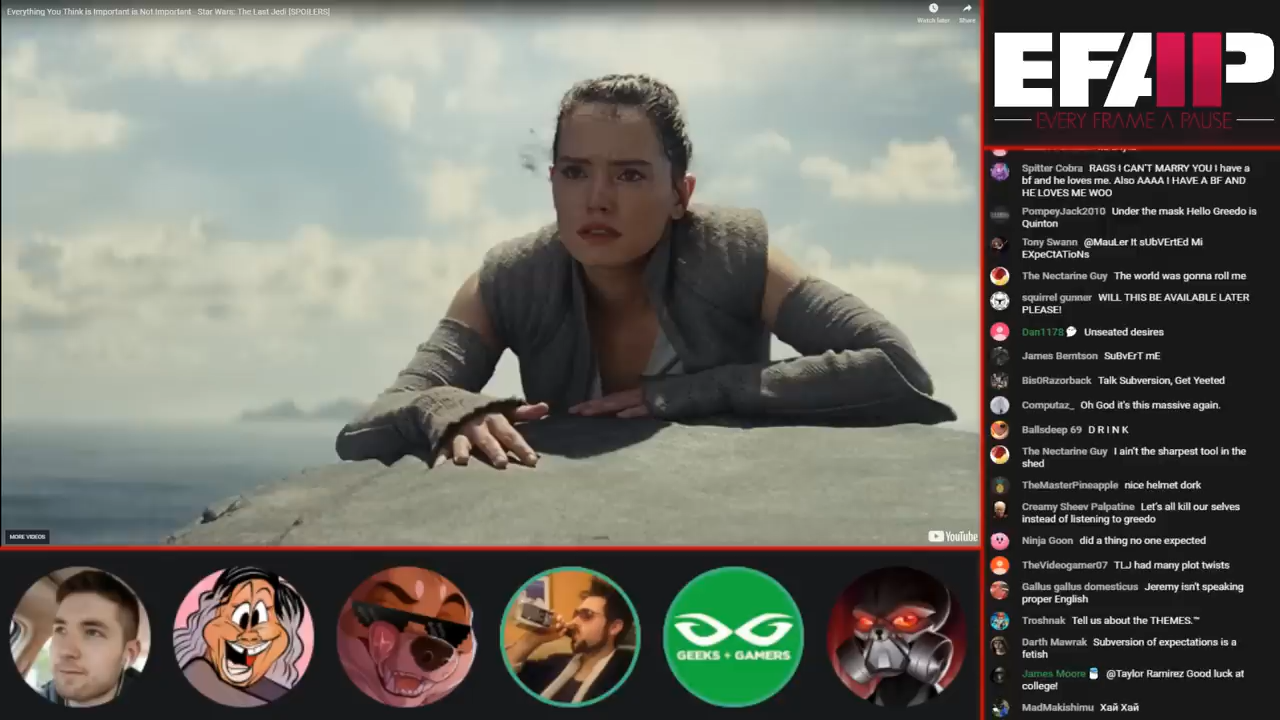 Everything You Think is Important is Not Important - Star Wars: The Last Jedi [SPOILERS]
Watch later
Share
MORE VIDEOS
YouTube
EFAP
EVERY FRAME A PAUSE
Spitter Cobra RAGS I CAN'T MARRY YOU I have a
bf and he loves me. Also AAAA I HAVE A BF AND
HE LOVES ME WOO
PompeyJack2010 Under the mask Hello Greedo is
Quinton
Tony Swann @MauLer It sUbVErtEd Mi
EXpeCtATioNs
The Nectarine Guy The world was gonna roll me
squirrel gunner WILL THIS BE AVAILABLE LATER
PLEASE!
Dan1178 Unseated desires
James Berntson SuBvErT mE
Bis0Razorback Talk Subversion, Get Yeeted
Computaz_ Oh God it's this massive again.
Ballsdeep 69 D R I N K
The Nectarine Guy I ain't the sharpest tool in the
shed
TheMasterPineapple nice helmet dork
Creamy Sheev Palpatine Let's all kill our selves
instead of listening to greedo
Ninja Goon did a thing no one expected
TheVideogamer07 TLJ had many plot twists
Gallus gallus domesticus Jeremy isn't speaking
proper English
Troshnak Tell us about the THEMES.™
Darth Mawrak Subversion of expectations is a
fetish
James Moore @Taylor Ramirez Good luck at
college!
MadMakishimu Хай Хай
GEEKS + GAMERS